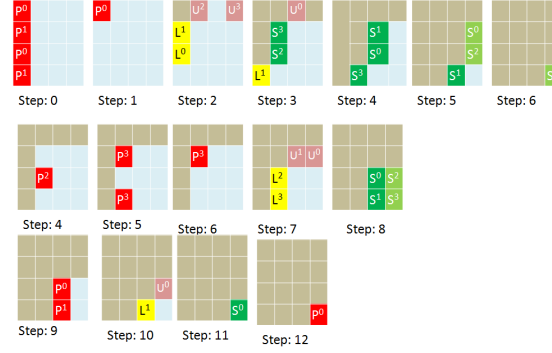 P⁰ P⁰ U² U³ U⁰
P¹ L¹ S³ S¹ S⁰
P⁰ L⁰ S² S⁰ S²
P¹ L¹ S³ S¹ S
Step: 0 Step: 1 Step: 2 Step: 3 Step: 4 Step: 5 Step: 6
P³ P³ U¹ U⁰
P² L² S⁰ S²
P³ L³ S¹ S³
Step: 4 Step: 5 Step: 6 Step: 7 Step: 8
P⁰ U⁰
P¹ L¹ S⁰ P⁰
Step: 9 Step: 10 Step: 11 Step: 12